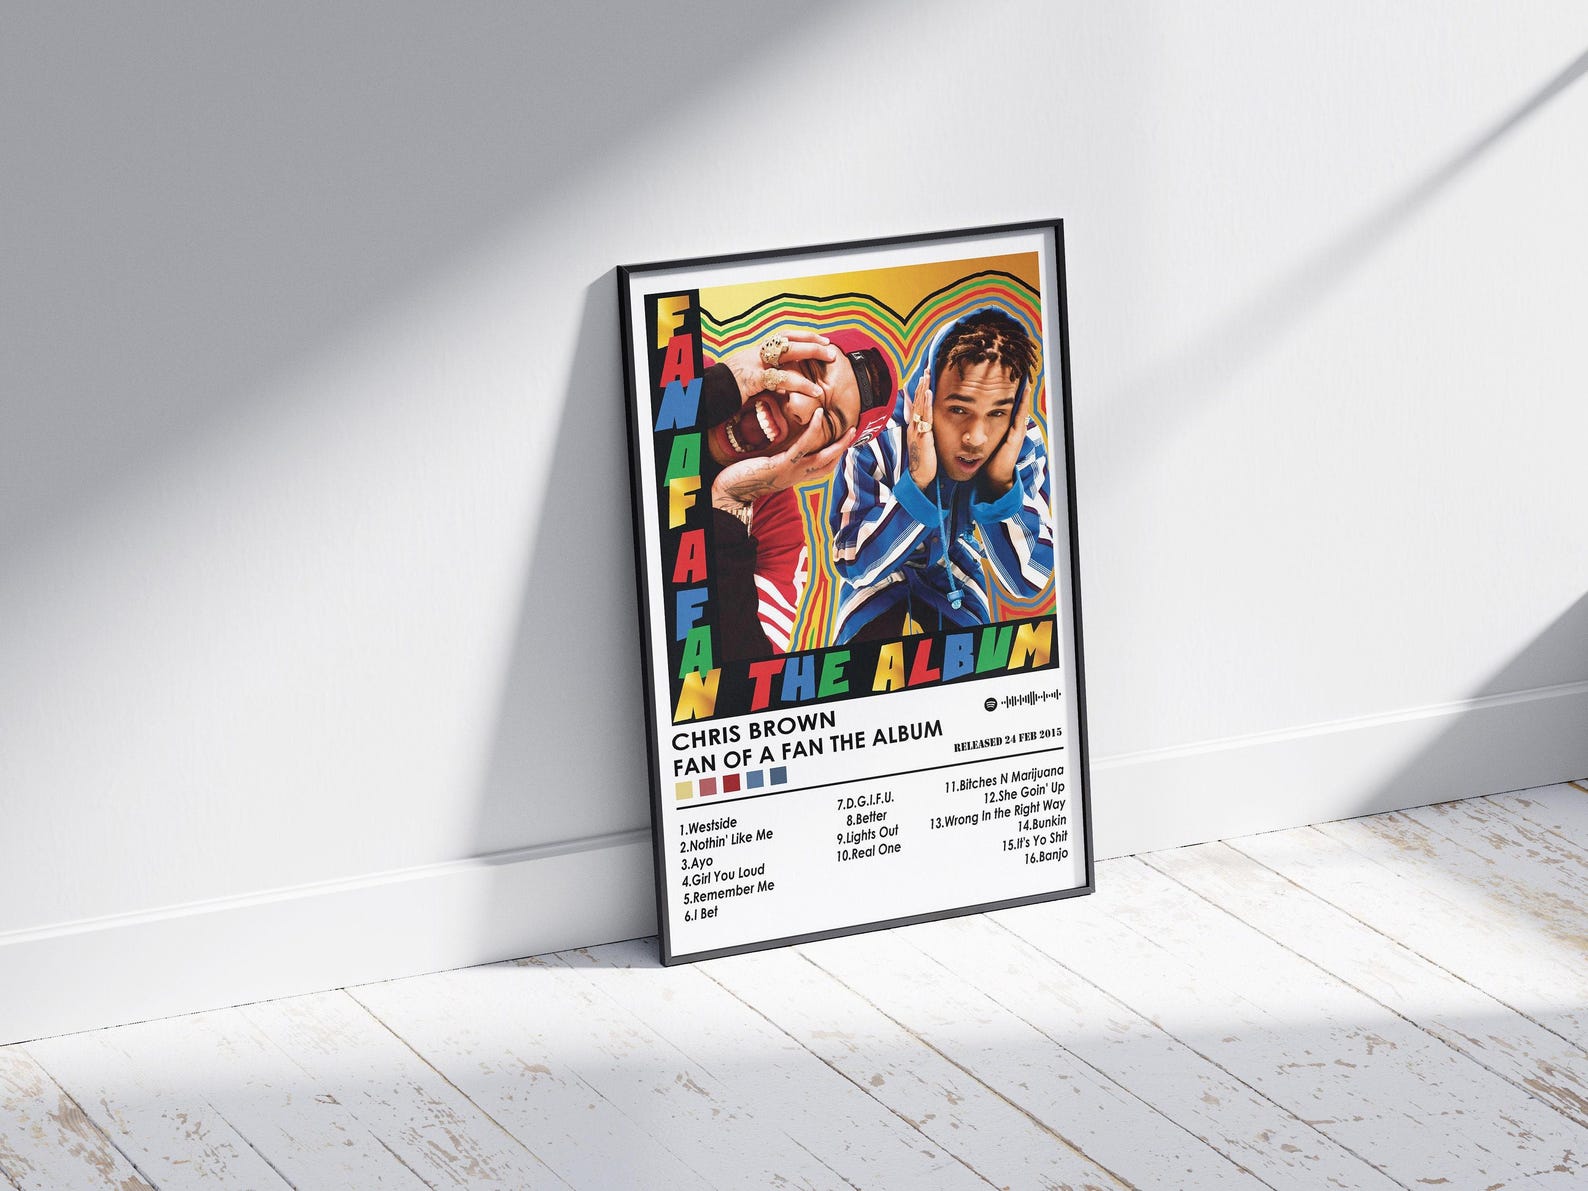 FAN OF A FAN
THE ALBUM
CHRIS BROWN
FAN OF A FAN THE ALBUM
RELEASED 24 FEB 2015
1.Westside
2.Nothin' Like Me
3.Ayo
4.Girl You Loud
5.Remember Me
6.I Bet
7.D.G.I.F.U.
8.Better
9.Lights Out
10.Real One
11.Bitches N Marijuana
12.She Goin' Up
13.Wrong In the Right Way
14.Bunkin
15.It's Yo Shit
16.Banjo